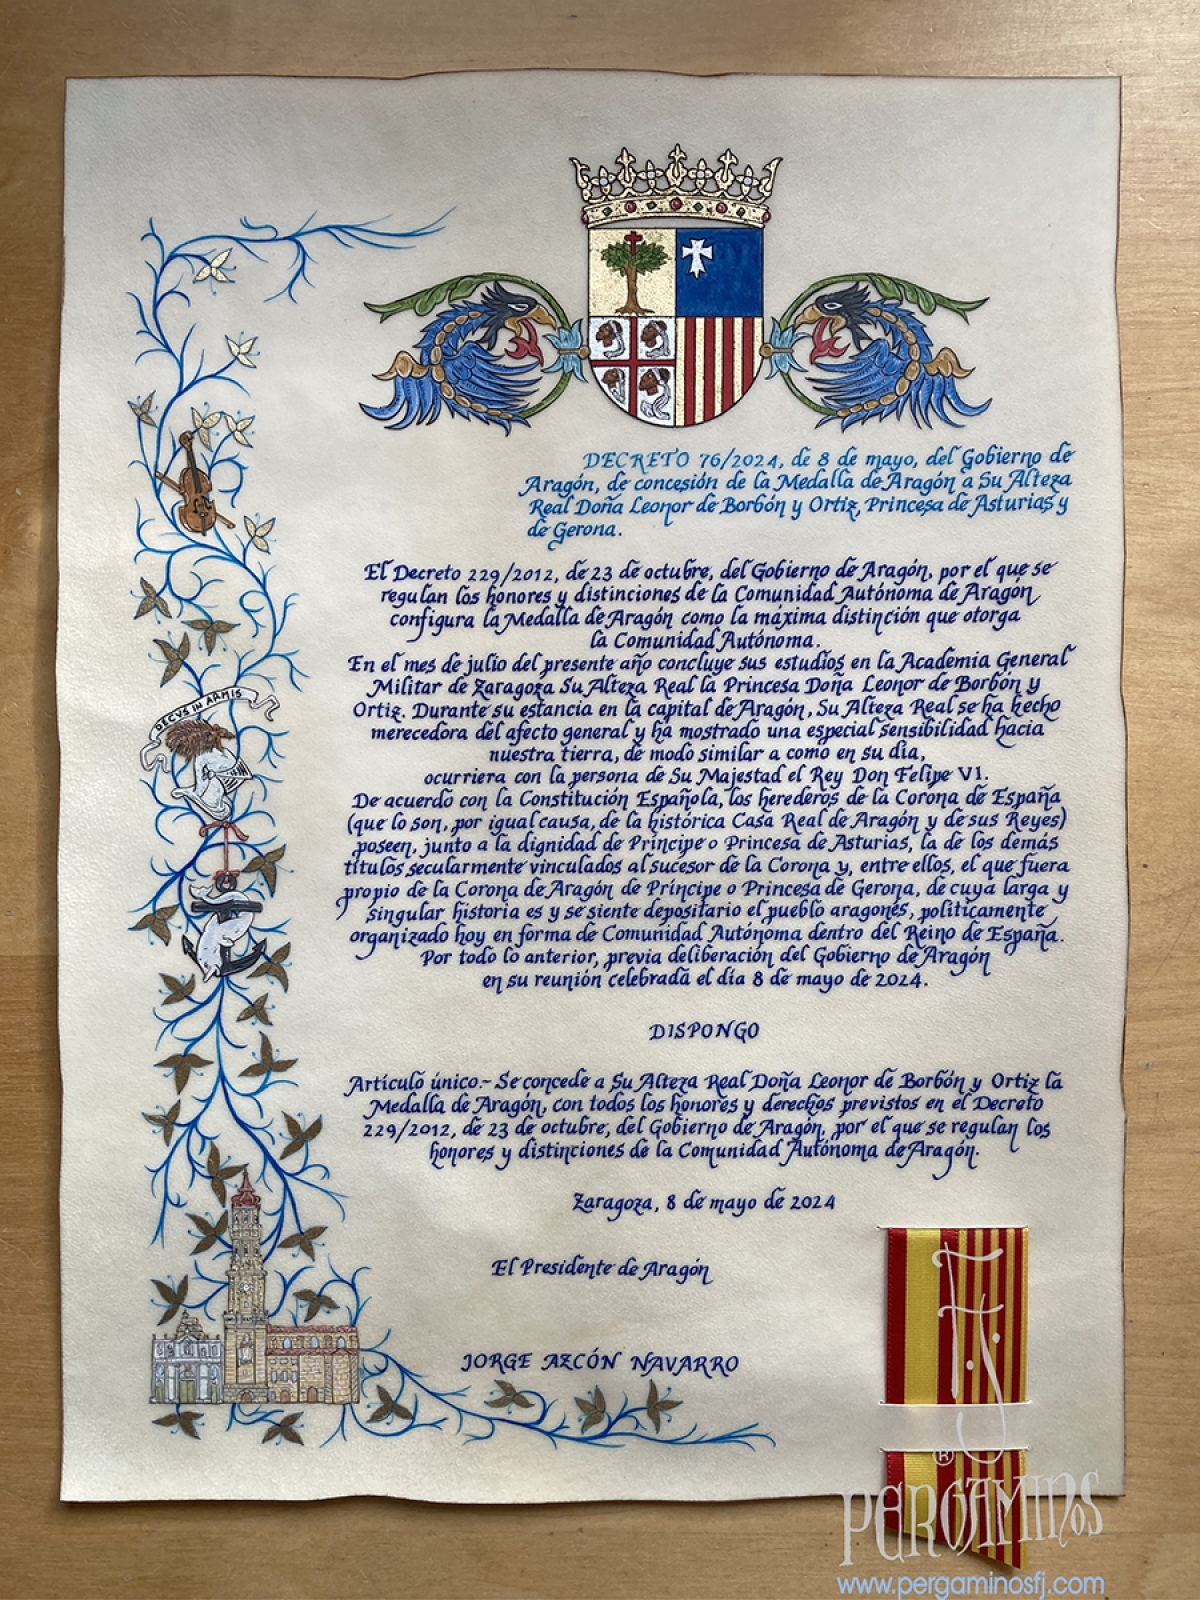 DECRETO 76/2024, de 8 de mayo, del Gobierno de
Aragón, de concesión de la Medalla de Aragón a Su Alteza
Real Doña Leonor de Borbón y Ortiz, Princesa de Asturias y
de Gerona.
El Decreto 229/2012, de 23 de octubre, del Gobierno de Aragón, por el que se
regulan los honores y distinciones de la Comunidad Autónoma de Aragón
configura la Medalla de Aragón como la máxima distinción que otorga
la Comunidad Autónoma.
En el mes de julio del presente año concluye sus estudios en la Academia General
Militar de Zaragoza Su Alteza Real la Princesa Doña Leonor de Borbón y
Ortiz. Durante su estancia en la capital de Aragón, Su Alteza Real se ha hecho
merecedora del afecto general y ha mostrado una especial sensibilidad hacia
nuestra tierra, de modo similar a como en su día,
ocurriera con la persona de Su Majestad el Rey Don Felipe VI.
De acuerdo con la Constitución Española, los herederos de la Corona de España
(que lo son, por igual causa, de la histórica Casa Real de Aragón y de sus Reyes)
poseen, junto a la dignidad de Príncipe o Princesa de Asturias, la de los demás
títulos secularmente vinculados al sucesor de la Corona y, entre ellos, el que fuera
propio de la Corona de Aragón de Príncipe o Princesa de Gerona, de cuya larga y
singular historia es y se siente depositario el pueblo aragonés, políticamente
organizado hoy en forma de Comunidad Autónoma dentro del Reino de España.
Por todo lo anterior, previa deliberación del Gobierno de Aragón
en su reunión celebrada el día 8 de mayo de 2024.
DISPONGO
Artículo único.- Se concede a Su Alteza Real Doña Leonor de Borbón y Ortiz la
Medalla de Aragón, con todos los honores y derechos previstos en el Decreto
229/2012, de 23 de octubre, del Gobierno de Aragón, por el que se regulan los
honores y distinciones de la Comunidad Autónoma de Aragón.
Zaragoza, 8 de mayo de 2024
El Presidente de Aragón
JORGE AZCÓN NAVARRO
DECVS IN ARMIS
F.J.
®
PERGAMINOS
www.pergaminosfj.com